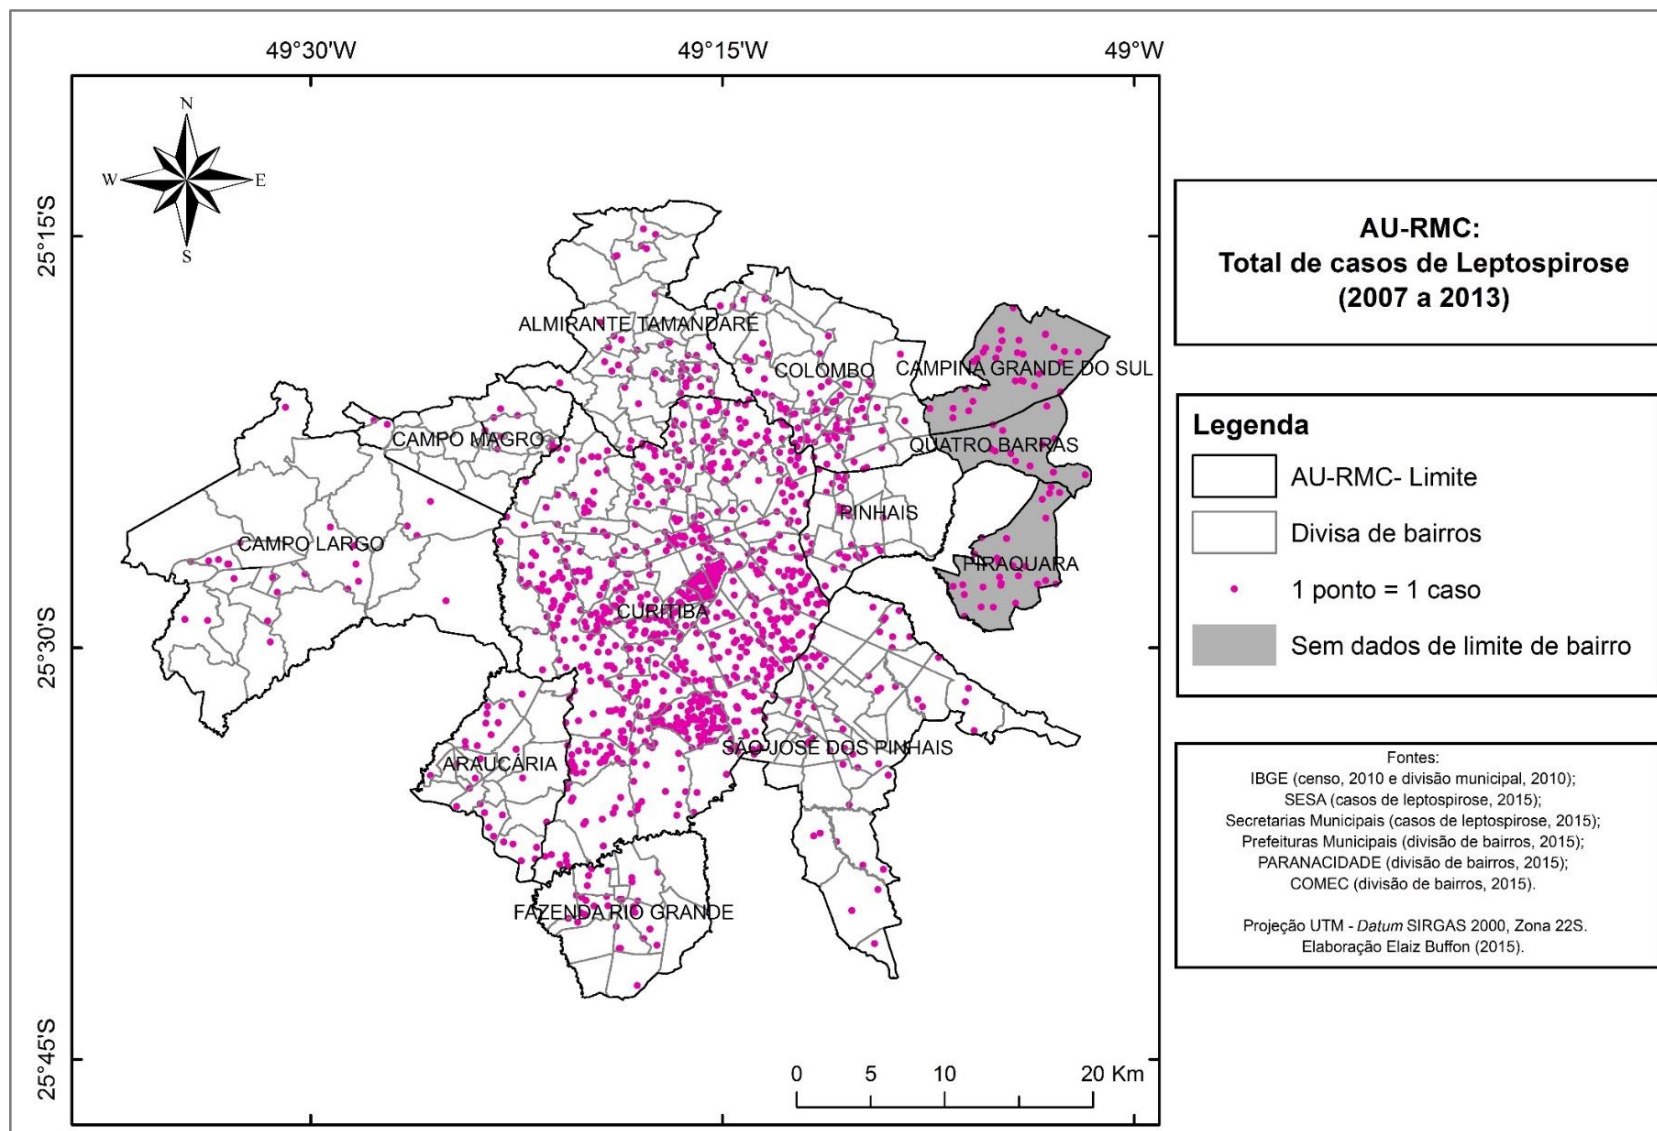 49°30'W
49°15'W
49°W
N
W
E
S
25°15'S
25°30'S
25°45'S
ALMIRANTE TAMANDARÉ
COLOMBO
CAMPINA GRANDE DO SUL
CAMPO MAGRO
QUATRO BARRAS
PINHAIS
CAMPO LARGO
PIRAQUARA
CURITIBA
SÃO JOSÉ DOS PINHAIS
ARAUCÁRIA
FAZENDA RIO GRANDE
0 5 10 20 Km
AU-RMC:
Total de casos de Leptospirose
(2007 a 2013)
Legenda
AU-RMC- Limite
Divisa de bairros
1 ponto = 1 caso
Sem dados de limite de bairro
Fontes:
IBGE (censo, 2010 e divisão municipal, 2010);
SESA (casos de leptospirose, 2015);
Secretarias Municipais (casos de leptospirose, 2015);
Prefeituras Municipais (divisão de bairros, 2015);
PARANACIDADE (divisão de bairros, 2015);
COMEC (divisão de bairros, 2015).
Projeção UTM - Datum SIRGAS 2000, Zona 22S.
Elaboração Elaiz Buffon (2015).